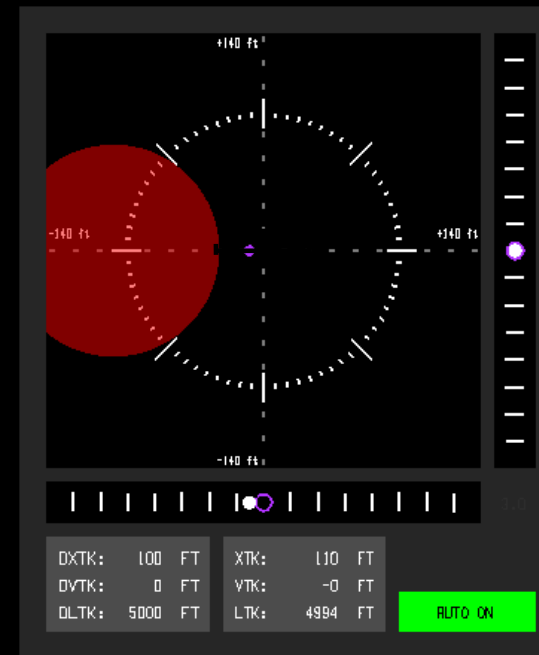 +140 ft
-140 ft
+140 ft
-140 ft
DXTK: 100 FT
XTK: 110 FT
DVTK: 0 FT
VTK: -0 FT
DLTK: 5000 FT
LTK: 4994 FT
AUTO ON